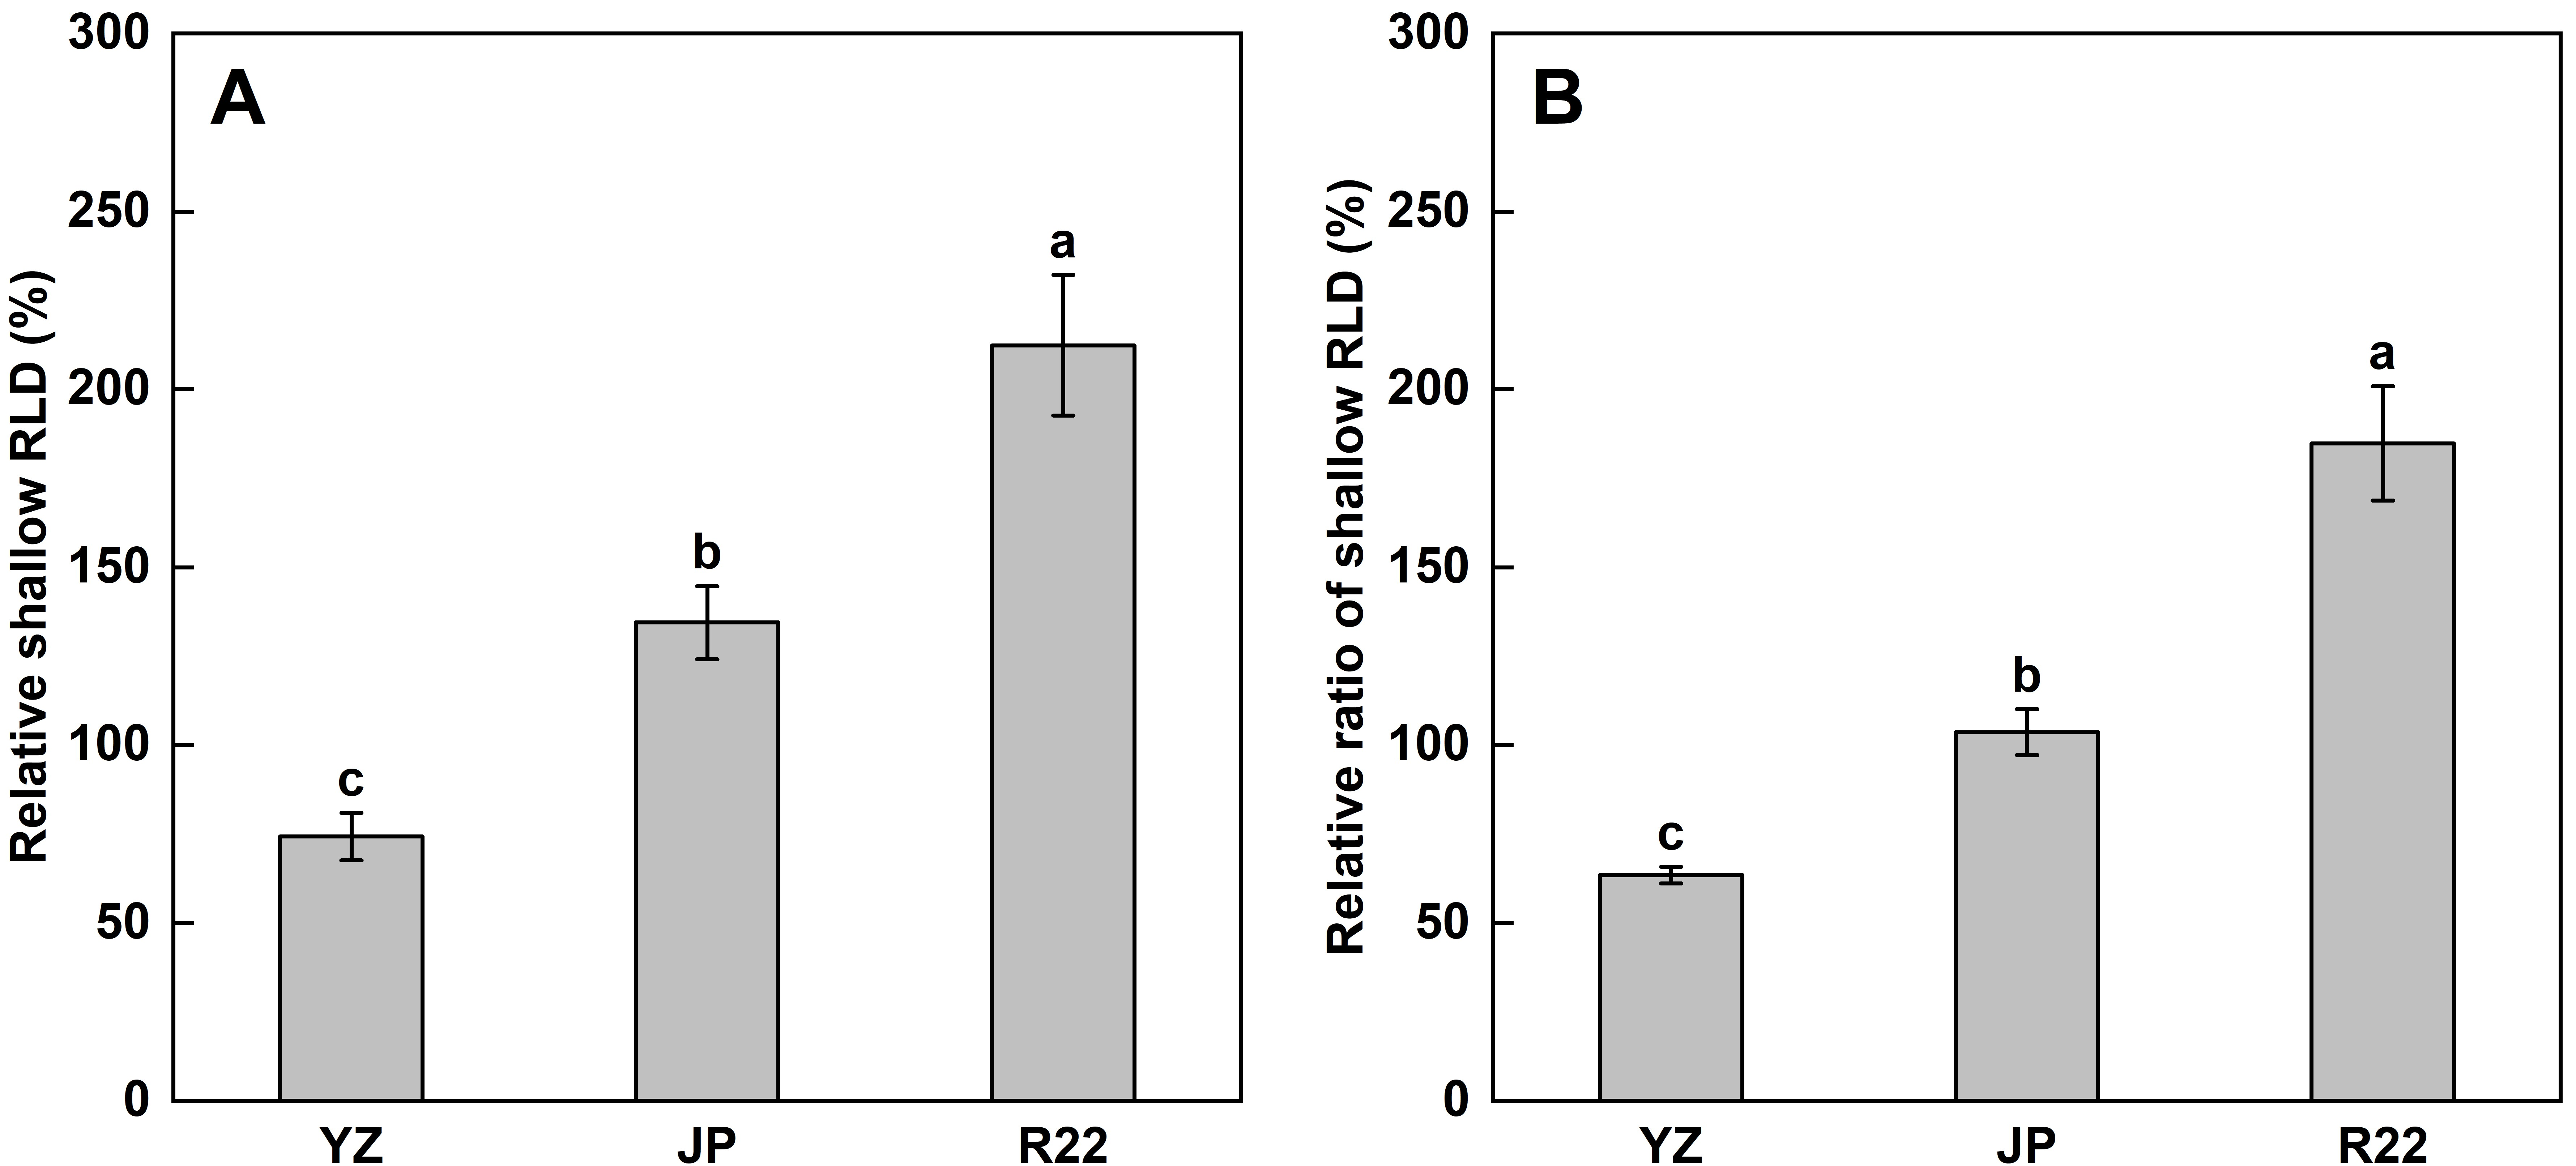 A
Relative shallow RLD (%)
300
250
200
150
100
50
0
c
b
a
YZ JP R22
B
Relative ratio of shallow RLD (%)
300
250
200
150
100
50
0
c
b
a
YZ JP R22